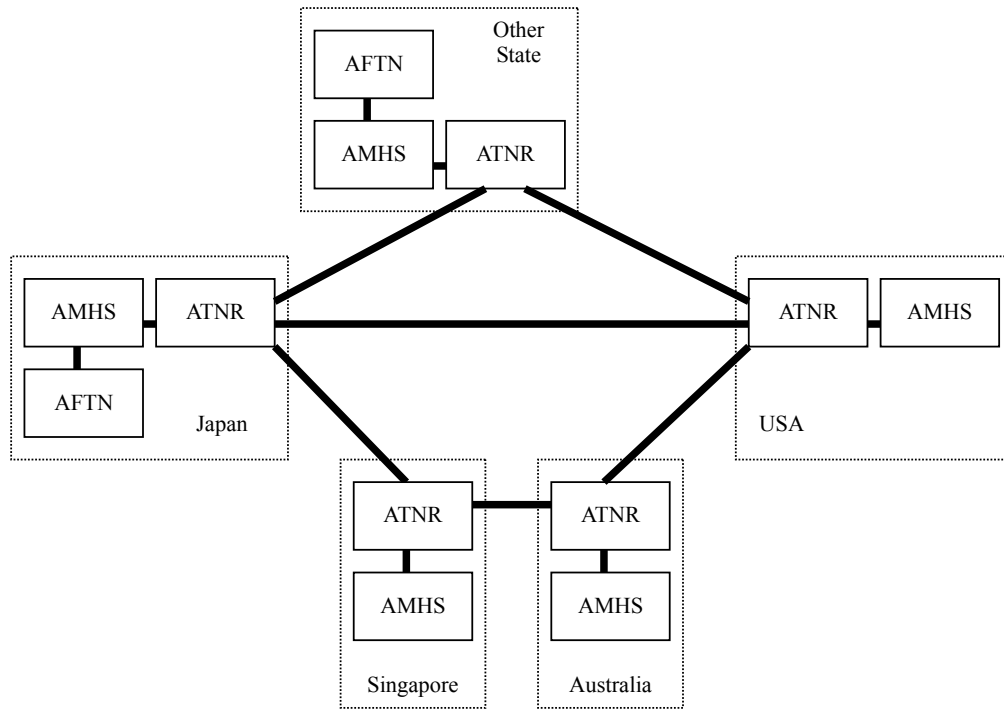 Other
State
AFTN
AMHS
ATNR
AMHS
ATNR
AFTN
Japan
ATNR
AMHS
USA
ATNR
AMHS
Singapore
ATNR
AMHS
Australia